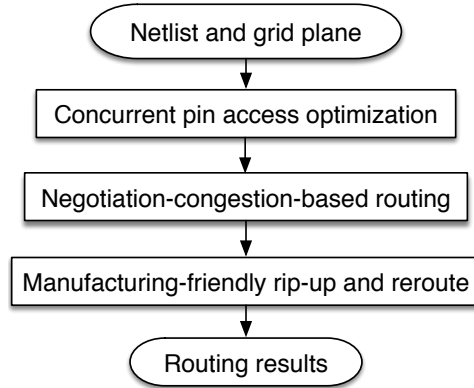 Netlist and grid plane
Concurrent pin access optimization
Negotiation-congestion-based routing
Manufacturing-friendly rip-up and reroute
Routing results